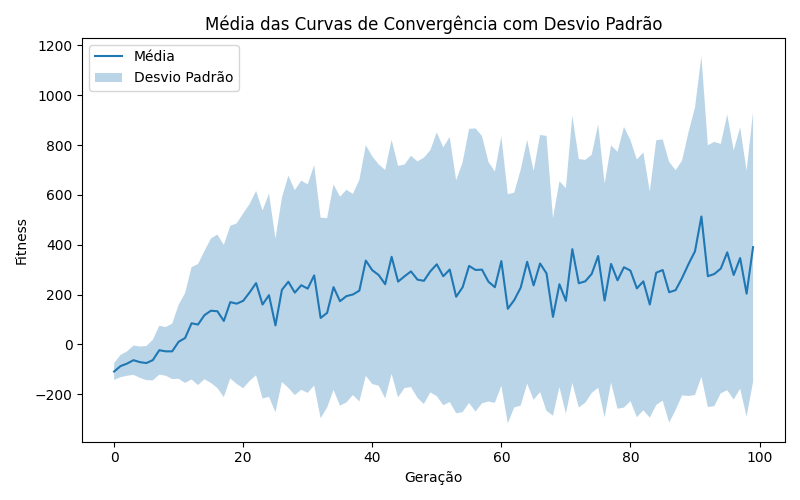 Média das Curvas de Convergência com Desvio Padrão
Média
Desvio Padrão
Fitness
1200
1000
800
600
400
200
0
−200
0 20 40 60 80 100
Geração